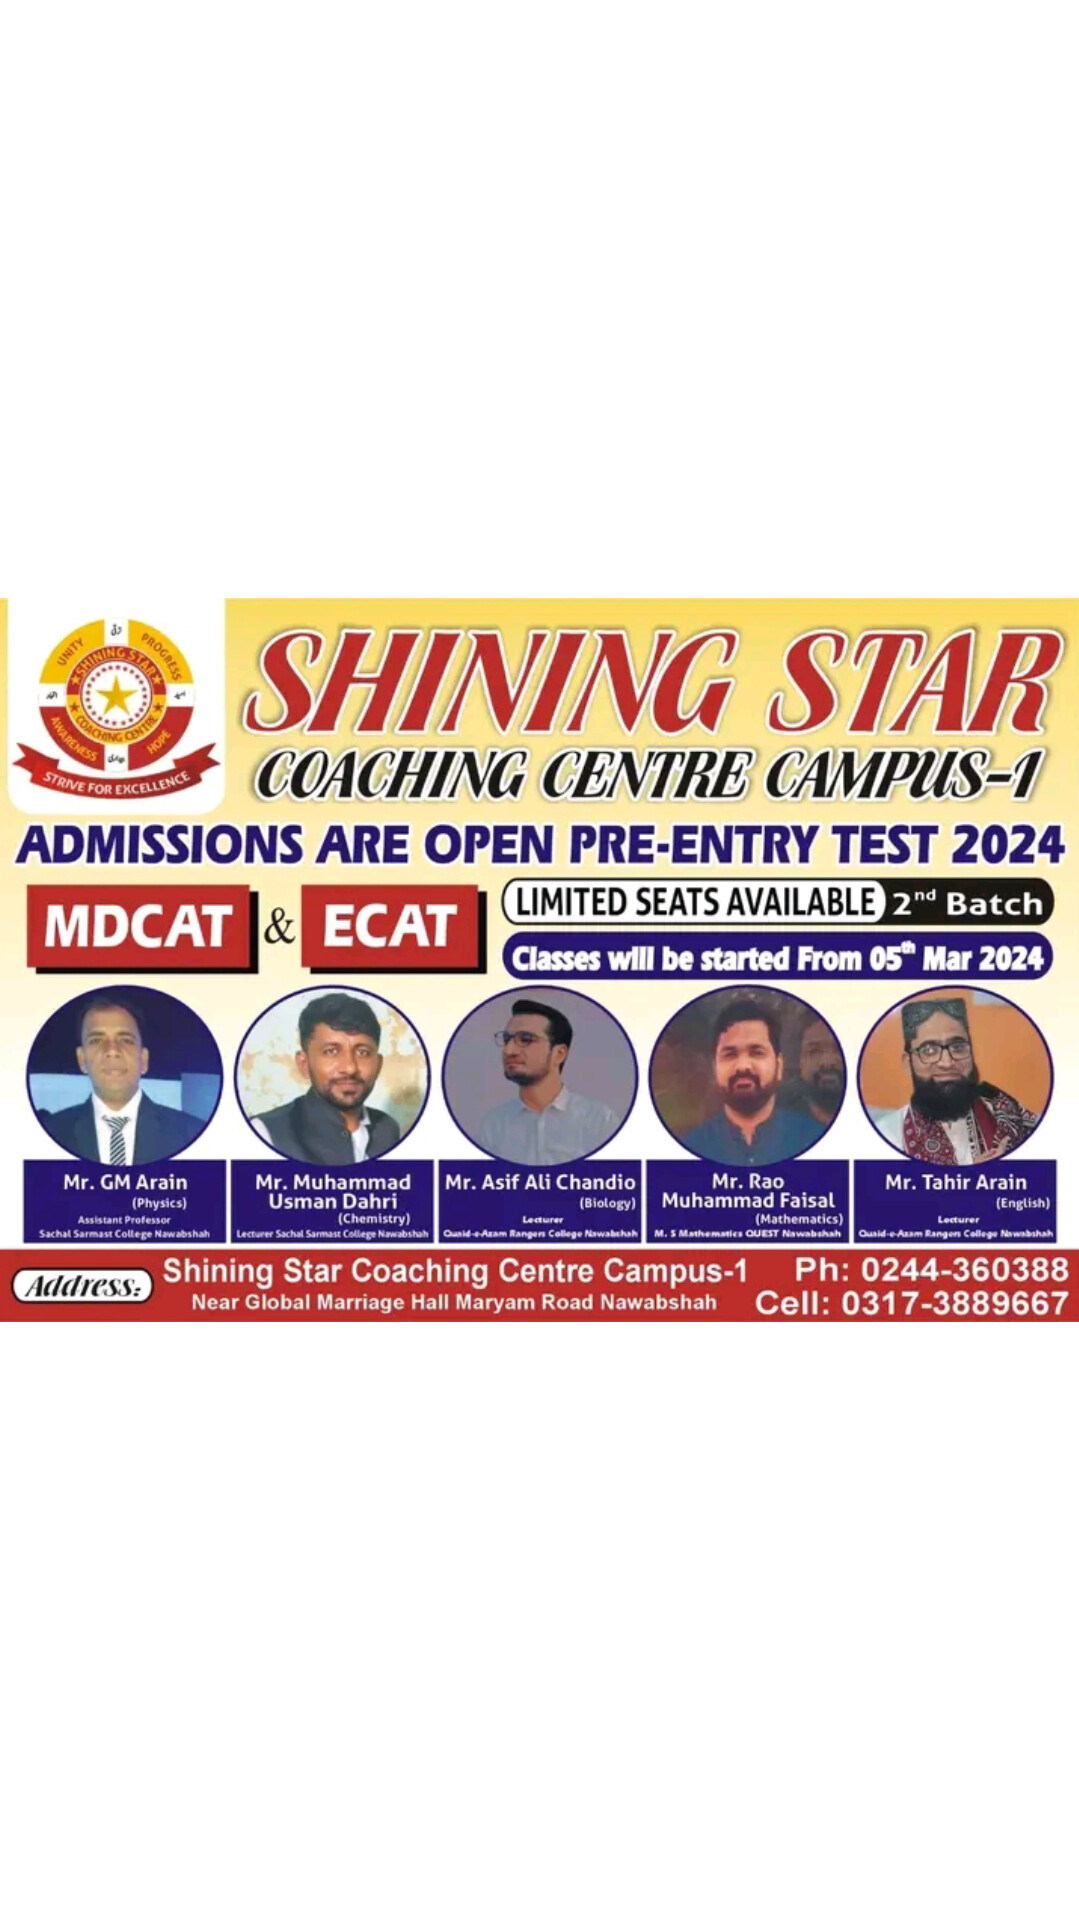 UNITY
PROGRESS
SHINING STAR
COACHING CENTRE
AWARENESS
HOPE
STRIVE FOR EXCELLENCE
SHINING STAR
COACHING CENTRE CAMPUS-1
ADMISSIONS ARE OPEN PRE-ENTRY TEST 2024
MDCAT & ECAT
LIMITED SEATS AVAILABLE 2nd Batch
Classes will be started From 05th Mar 2024
Mr. GM Arain
(Physics)
Assistant Professor
Sachal Sarmast College Nawabshah
Mr. Muhammad
Usman Dahri
(Chemistry)
Lecturer Sachal Sarmast College Nawabshah
Mr. Asif Ali Chandio
(Biology)
Lecturer
Quaid-e-Azam Rangers College Nawabshah
Mr. Rao
Muhammad Faisal
(Mathematics)
M. S Mathematics QUEST Nawabshah
Mr. Tahir Arain
(English)
Lecturer
Quaid-e-Azam Rangers College Nawabshah
Address:
Shining Star Coaching Centre Campus-1
Near Global Marriage Hall Maryam Road Nawabshah
Ph: 0244-360388
Cell: 0317-3889667